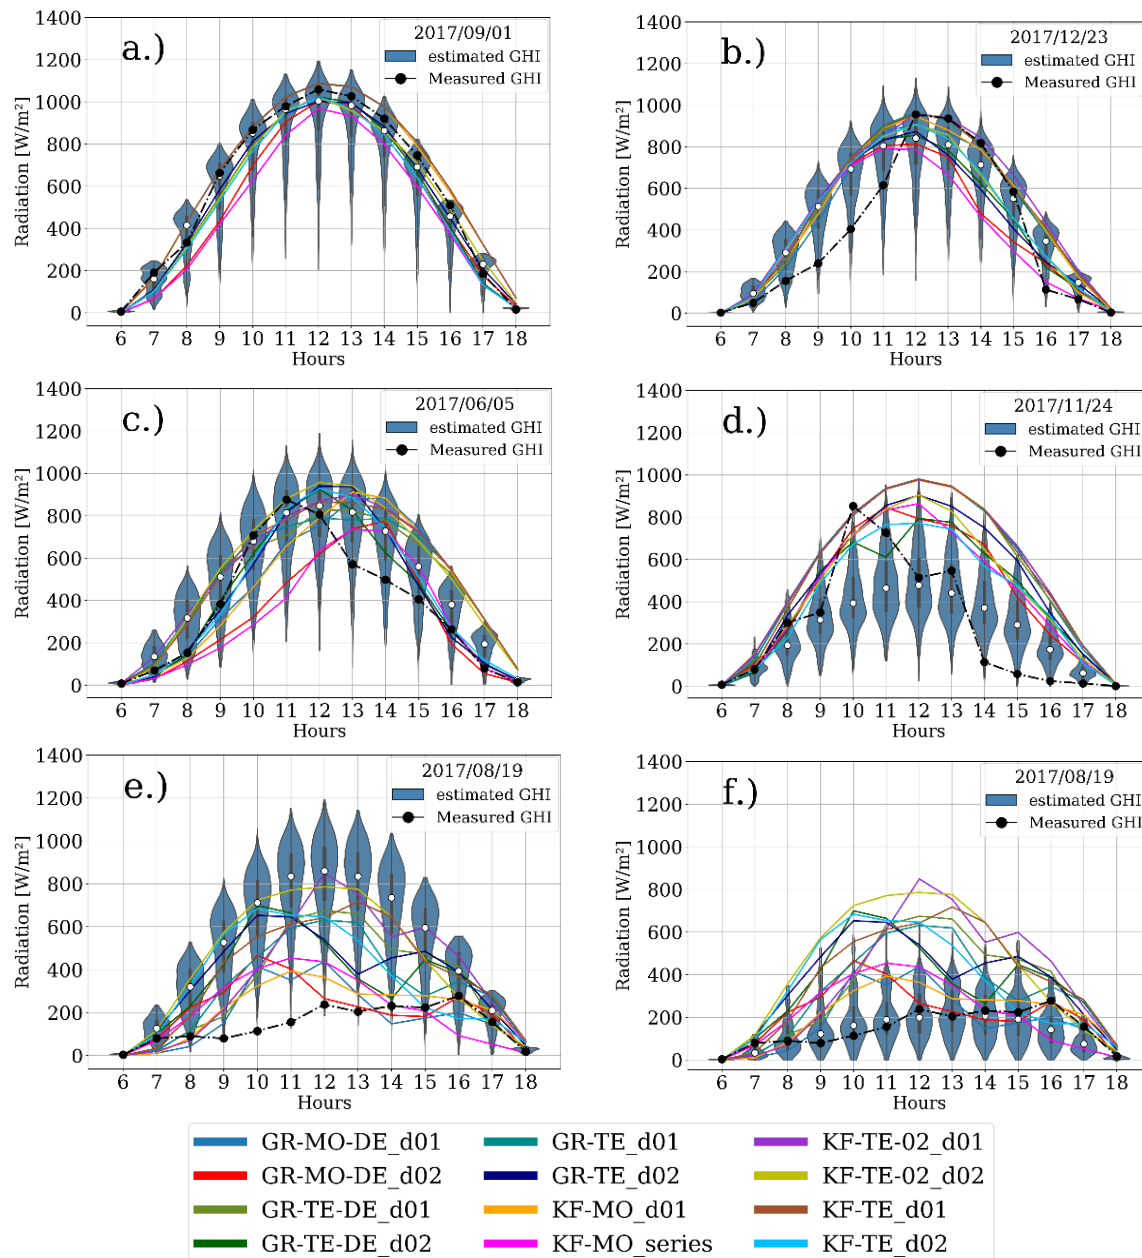 a.)
2017/09/01
estimated GHI
Measured GHI
1400
1200
1000
800
600
400
200
0
Radiation [W/m²]
6 7 8 9 10 11 12 13 14 15 16 17 18
Hours
b.)
2017/12/23
estimated GHI
Measured GHI
1400
1200
1000
800
600
400
200
0
Radiation [W/m²]
6 7 8 9 10 11 12 13 14 15 16 17 18
Hours
c.)
2017/06/05
estimated GHI
Measured GHI
1400
1200
1000
800
600
400
200
0
Radiation [W/m²]
6 7 8 9 10 11 12 13 14 15 16 17 18
Hours
d.)
2017/11/24
estimated GHI
Measured GHI
1400
1200
1000
800
600
400
200
0
Radiation [W/m²]
6 7 8 9 10 11 12 13 14 15 16 17 18
Hours
e.)
2017/08/19
estimated GHI
Measured GHI
1400
1200
1000
800
600
400
200
0
Radiation [W/m²]
6 7 8 9 10 11 12 13 14 15 16 17 18
Hours
f.)
2017/08/19
estimated GHI
Measured GHI
1400
1200
1000
800
600
400
200
0
Radiation [W/m²]
6 7 8 9 10 11 12 13 14 15 16 17 18
Hours
GR-MO-DE_d01
GR-MO-DE_d02
GR-TE-DE_d01
GR-TE-DE_d02
GR-TE_d01
GR-TE_d02
KF-MO_d01
KF-MO_series
KF-TE-02_d01
KF-TE-02_d02
KF-TE_d01
KF-TE_d02